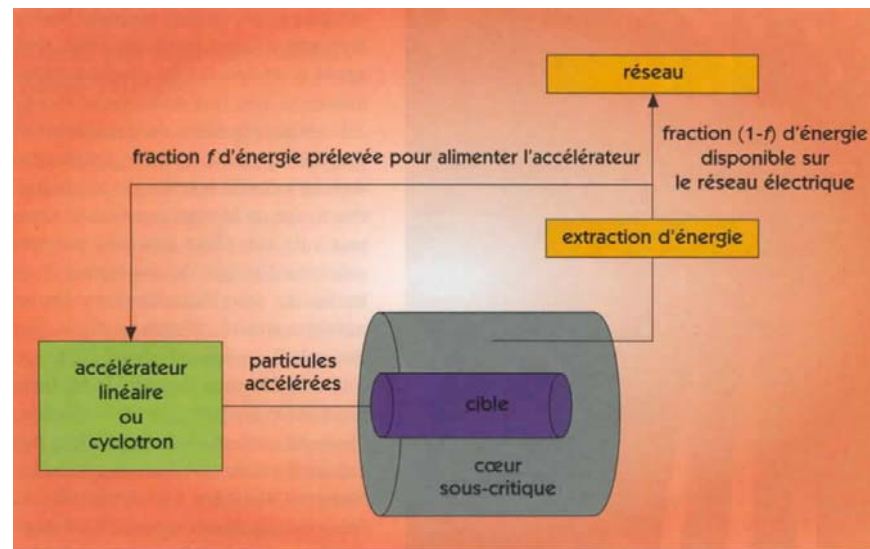 réseau
fraction f d'énergie prélevée pour alimenter l'accélérateur
fraction (1-f) d'énergie
disponible sur
le réseau électrique
extraction d'énergie
accélérateur
linéaire
ou
cyclotron
particules
accélérées
cible
cœur
sous-critique